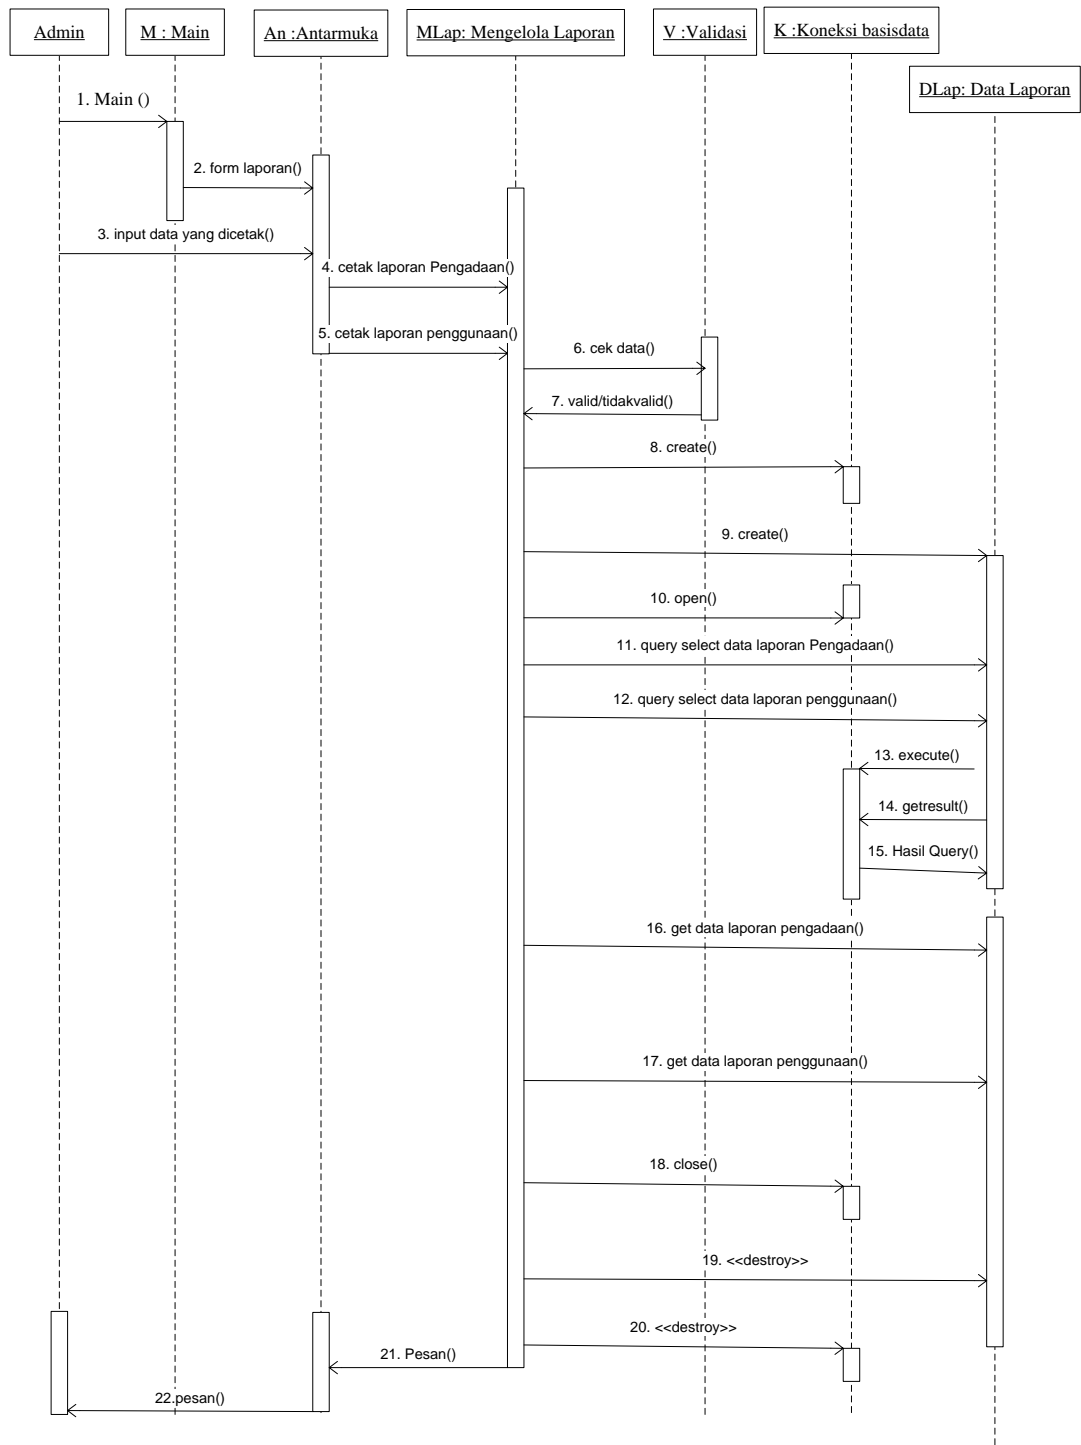 Admin
M : Main
An :Antarmuka
MLap: Mengelola Laporan
V :Validasi
K :Koneksi basisdata
DLap: Data Laporan
1. Main ()
2. form laporan()
3. input data yang dicetak()
4. cetak laporan Pengadaan()
5. cetak laporan penggunaan()
6. cek data()
7. valid/tidakvalid()
8. create()
9. create()
10. open()
11. query select data laporan Pengadaan()
12. query select data laporan penggunaan()
13. execute()
14. getresult()
15. Hasil Query()
16. get data laporan pengadaan()
17. get data laporan penggunaan()
18. close()
19. <<destroy>>
20. <<destroy>>
21. Pesan()
22.pesan()